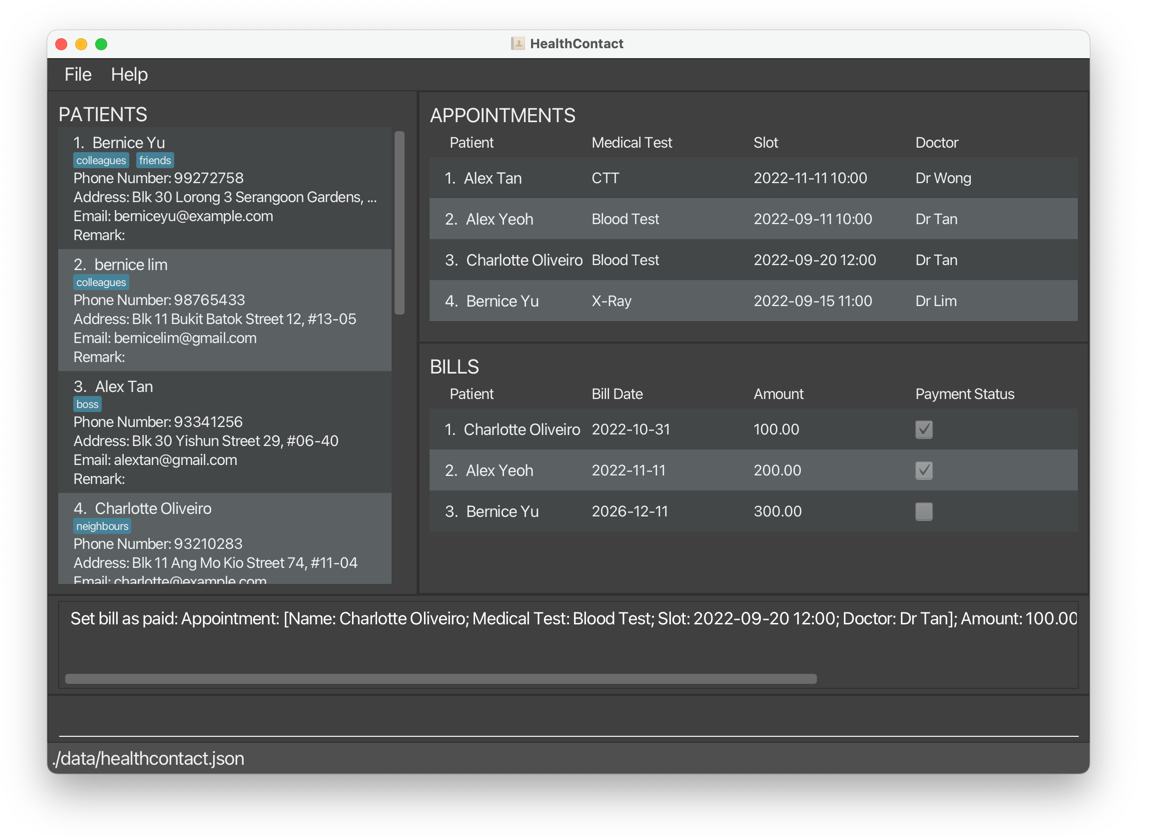 HealthContact
File Help
PATIENTS
1. Bernice Yu
colleagues friends
Phone Number: 99272758
Address: Blk 30 Lorong 3 Serangoon Gardens, ...
Email: berniceyu@example.com
Remark:
2. bernice lim
colleagues
Phone Number: 98765433
Address: Blk 11 Bukit Batok Street 12, #13-05
Email: bernicelim@gmail.com
Remark:
3. Alex Tan
boss
Phone Number: 93341256
Address: Blk 30 Yishun Street 29, #06-40
Email: alextan@gmail.com
Remark:
4. Charlotte Oliveiro
neighbours
Phone Number: 93210283
Address: Blk 11 Ang Mo Kio Street 74, #11-04
Email: charlotte@example.com
APPOINTMENTS
Patient Medical Test Slot Doctor
1. Alex Tan CTT 2022-11-11 10:00 Dr Wong
2. Alex Yeoh Blood Test 2022-09-11 10:00 Dr Tan
3. Charlotte Oliveiro Blood Test 2022-09-20 12:00 Dr Tan
4. Bernice Yu X-Ray 2022-09-15 11:00 Dr Lim
BILLS
Patient Bill Date Amount Payment Status
1. Charlotte Oliveiro 2022-10-31 100.00
2. Alex Yeoh 2022-11-11 200.00
3. Bernice Yu 2026-12-11 300.00
Set bill as paid: Appointment: [Name: Charlotte Oliveiro; Medical Test: Blood Test; Slot: 2022-09-20 12:00; Doctor: Dr Tan]; Amount: 100.00
./data/healthcontact.json